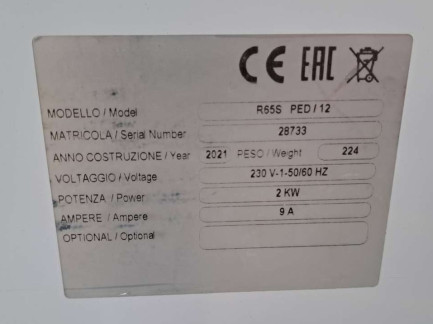 CE EAC
MODELLO / Model R65S PED / 12
MATRICOLA / Serial Number 28733
ANNO COSTRUZIONE / Year 2021 PESO / Weight 224
VOLTAGGIO / Voltage 230 V-1-50/60 HZ
POTENZA / Power 2 KW
AMPERE / Ampere 9 A
OPTIONAL / Optional